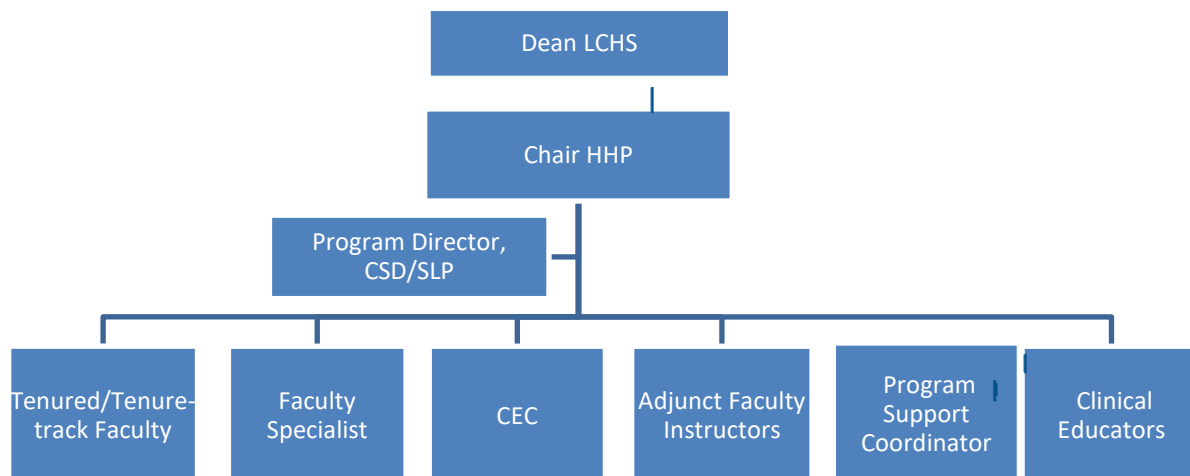 Dean LCHS
Chair HHP
Program Director,
CSD/SLP
Tenured/Tenure-
track Faculty
Faculty
Specialist
CEC
Adjunct Faculty
Instructors
Program
Support
Coordinator
Clinical
Educators